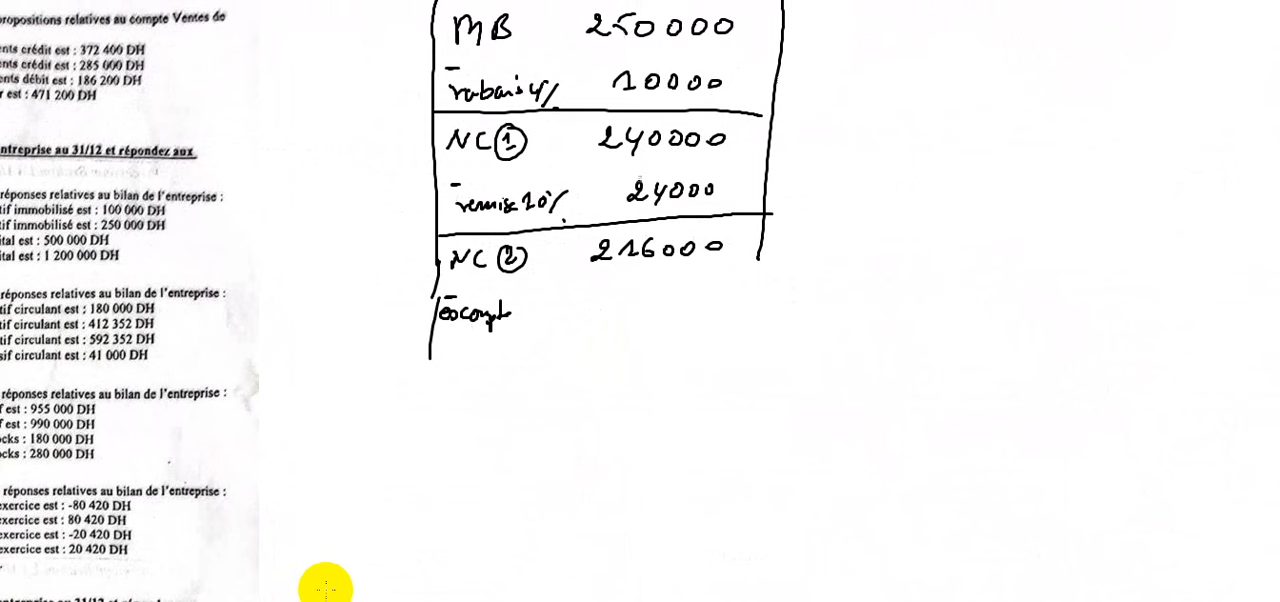 ropositions relatives au compte Ventes de
nts crédit est : 372 400 DH
nts crédit est : 285 000 DH
ents débit est : 186 200 DH
r est : 471 200 DH
ntreprise au 31/12 et répondez aux
réponses relatives au bilan de l'entreprise :
tif immobilisé est : 100 000 DH
tif immobilisé est : 250 000 DH
ital est : 500 000 DH
ital est : 1 200 000 DH
réponses relatives au bilan de l'entreprise :
tif circulant est : 180 000 DH
tif circulant est : 412 352 DH
tif circulant est : 592 352 DH
sif circulant est : 41 000 DH
réponses relatives au bilan de l'entreprise :
f est : 955 000 DH
f est : 990 000 DH
ocks : 180 000 DH
ocks : 280 000 DH
réponses relatives au bilan de l'entreprise :
exercice est : -80 420 DH
exercice est : 80 420 DH
exercice est : -20 420 DH
exercice est : 20 420 DH
MB 250000
- rabais 4% 10000
NC ① 240000
- remise 10% 24000
NC ② 216000
- escompt